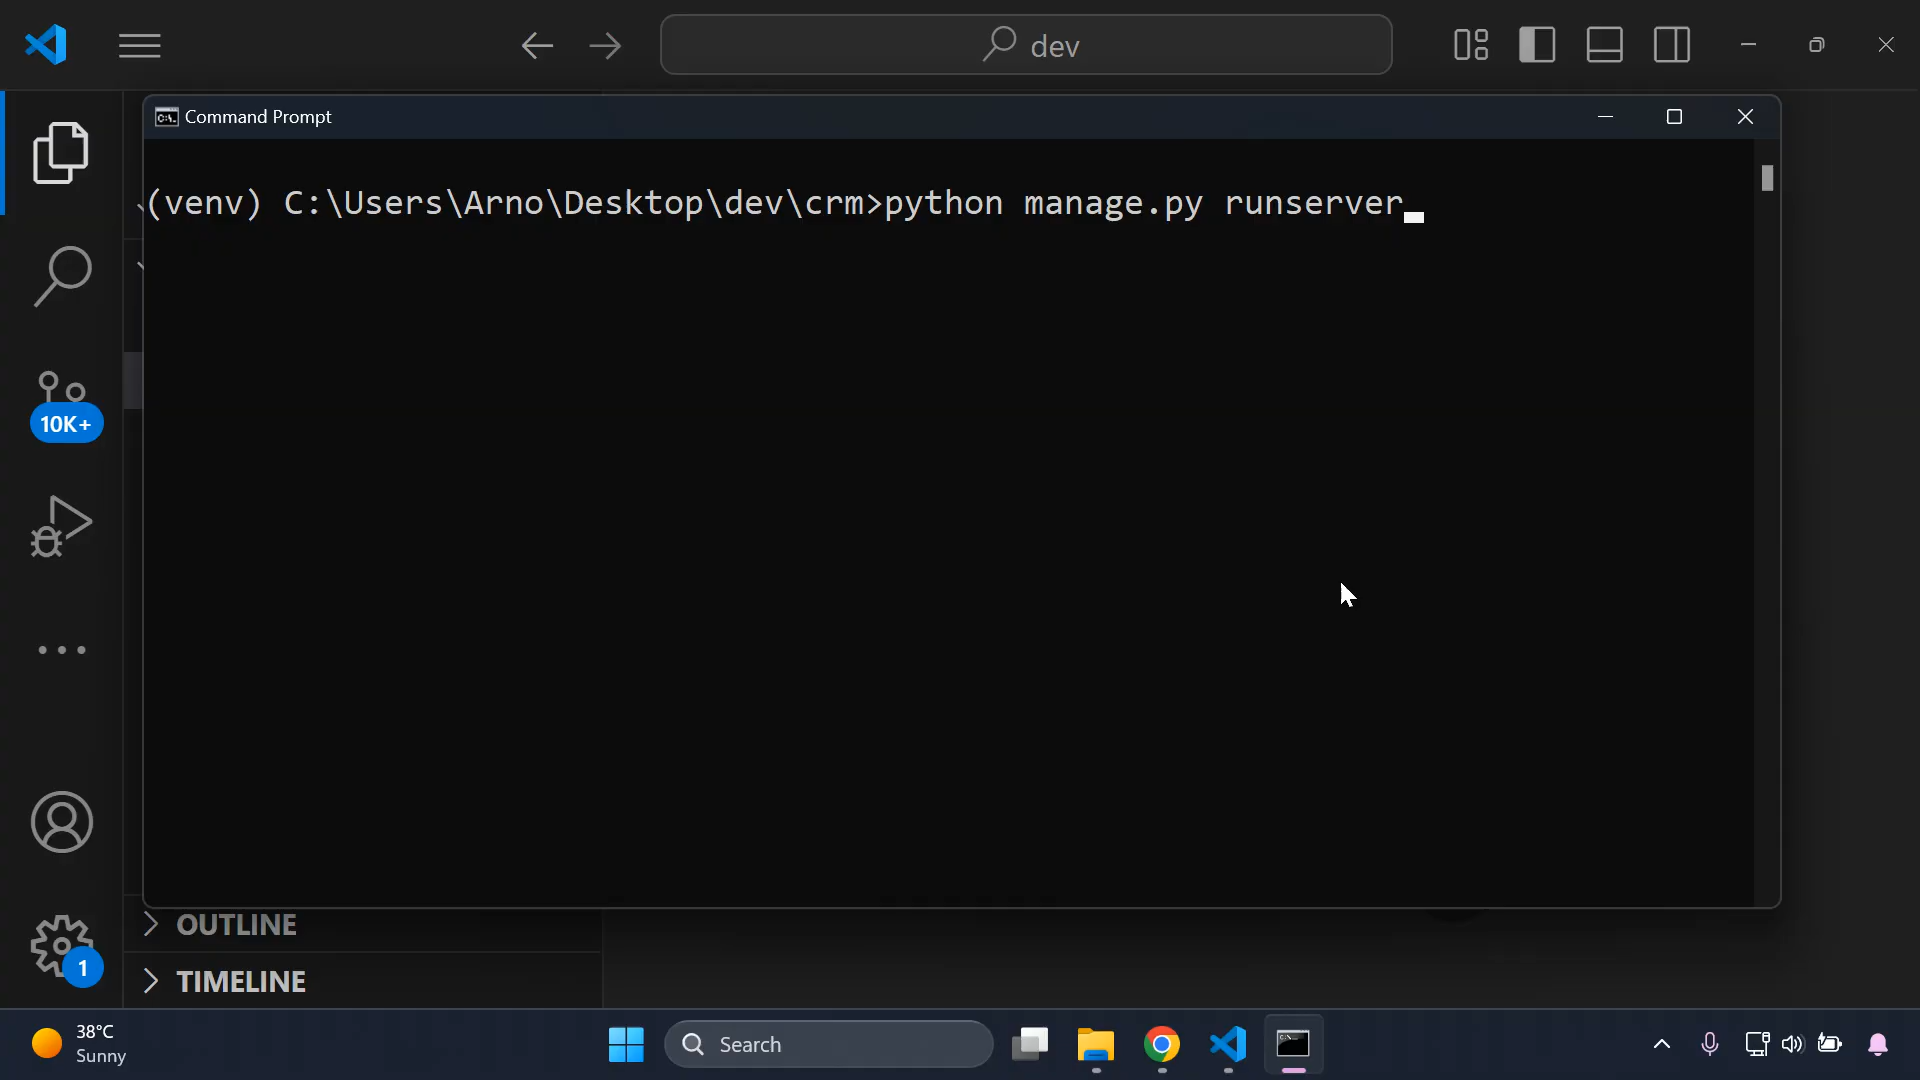 dev
Command Prompt
(venv) C:\Users\Arno\Desktop\dev\crm>python manage.py runserver
10K+
OUTLINE
1
TIMELINE
38°C
Sunny
Search